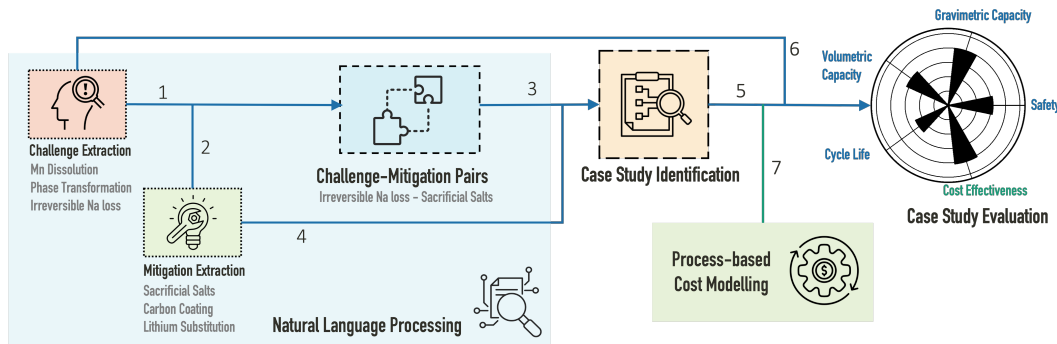 Gravimetric Capacity
6
Volumetric
Capacity
1
3
5
Safety
2
Challenge Extraction
Mn Dissolution
Phase Transformation
Irreversible Na loss
Challenge-Mitigation Pairs
Irreversible Na loss - Sacrificial Salts
Case Study Identification
7
Cycle Life
Cost Effectiveness
Case Study Evaluation
4
Mitigation Extraction
Sacrificial Salts
Carbon Coating
Lithium Substitution
Natural Language Processing
Process-based
Cost Modelling
$